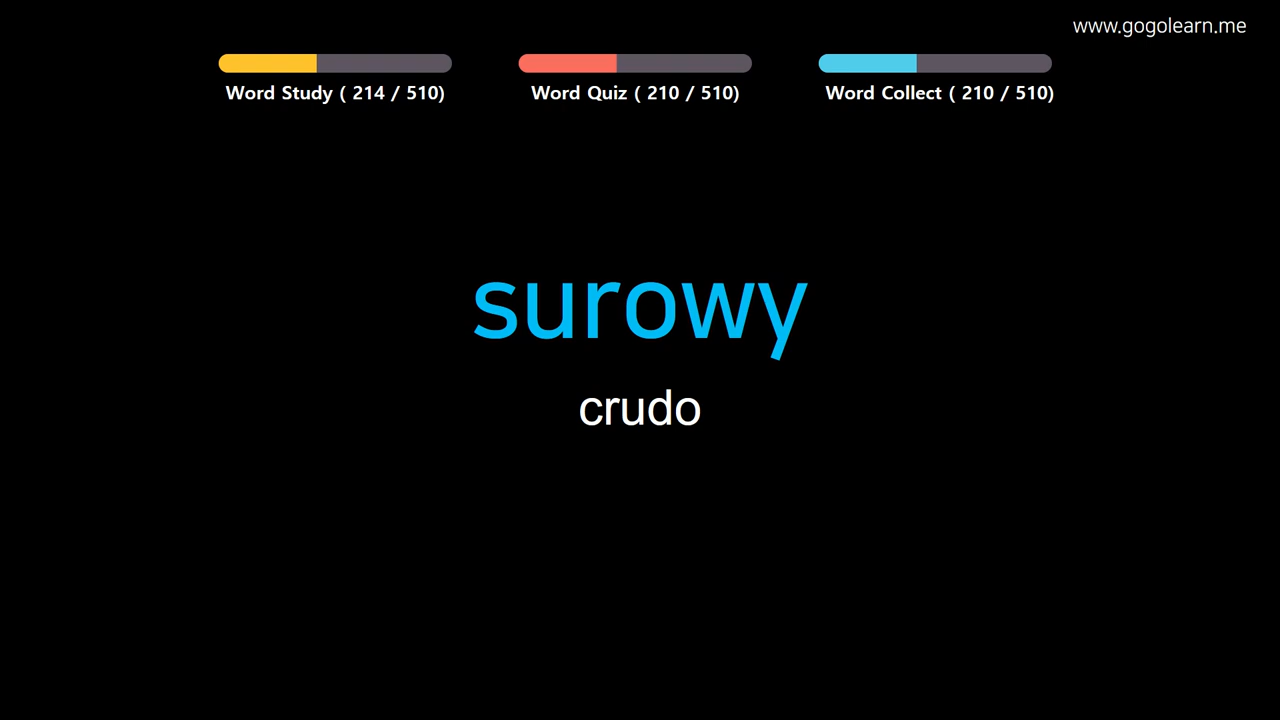 www.gogolearn.me
Word Study ( 214 / 510)
Word Quiz ( 210 / 510)
Word Collect ( 210 / 510)
surowy
crudo